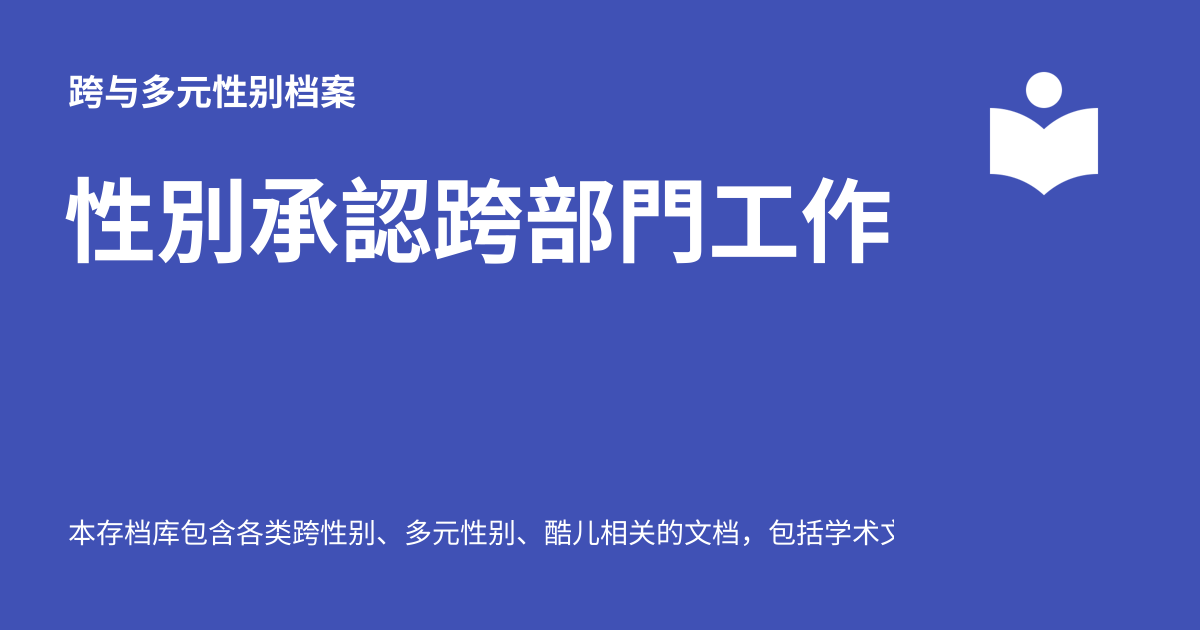 跨与多元性别档案
性別承認跨部門工作
本存档库包含各类跨性别、多元性别、酷儿相关的文档，包括学术